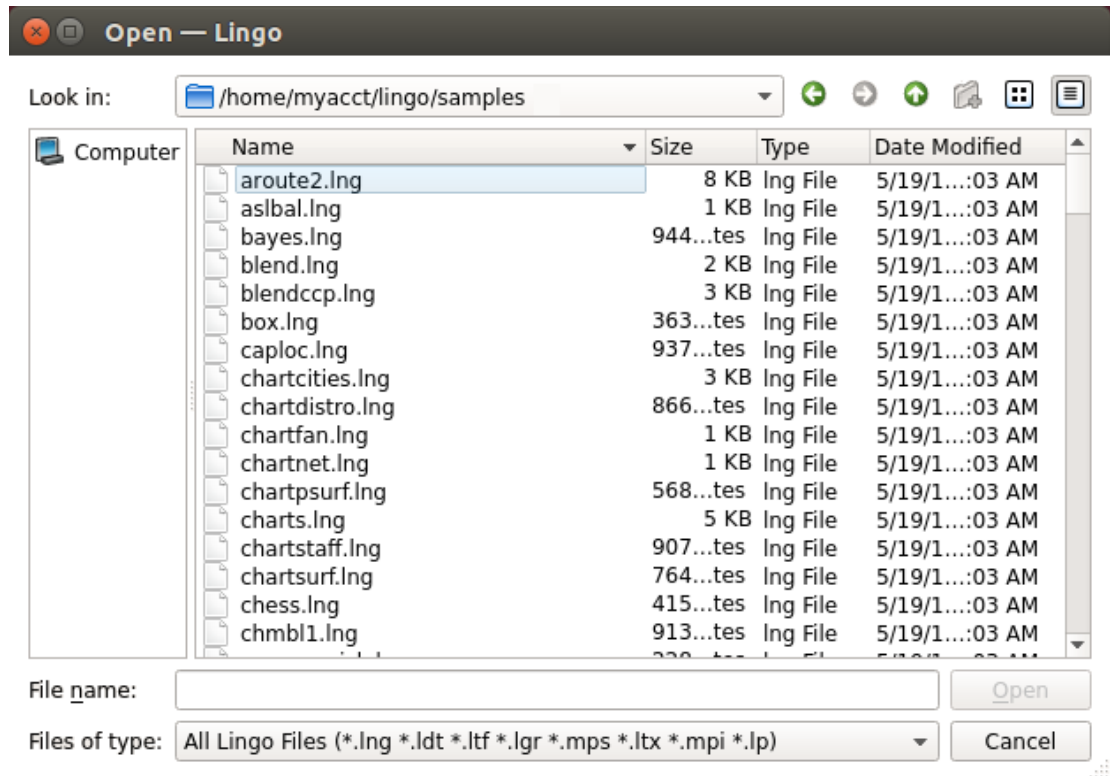 Open — Lingo
Look in: /home/myacct/lingo/samples
Computer
Name Size Type Date Modified
aroute2.lng 8 KB lng File 5/19/1...:03 AM
aslbal.lng 1 KB lng File 5/19/1...:03 AM
bayes.lng 944...tes lng File 5/19/1...:03 AM
blend.lng 2 KB lng File 5/19/1...:03 AM
blendccp.lng 3 KB lng File 5/19/1...:03 AM
box.lng 363...tes lng File 5/19/1...:03 AM
caploc.lng 937...tes lng File 5/19/1...:03 AM
chartcities.lng 3 KB lng File 5/19/1...:03 AM
chartdistro.lng 866...tes lng File 5/19/1...:03 AM
chartfan.lng 1 KB lng File 5/19/1...:03 AM
chartnet.lng 1 KB lng File 5/19/1...:03 AM
chartpsurf.lng 568...tes lng File 5/19/1...:03 AM
charts.lng 5 KB lng File 5/19/1...:03 AM
chartstaff.lng 907...tes lng File 5/19/1...:03 AM
chartsurf.lng 764...tes lng File 5/19/1...:03 AM
chess.lng 415...tes lng File 5/19/1...:03 AM
chmbl1.lng 913...tes lng File 5/19/1...:03 AM
File name: Open
Files of type: All Lingo Files (*.lng *.ldt *.ltf *.lgr *.mps *.ltx *.mpi *.lp) Cancel